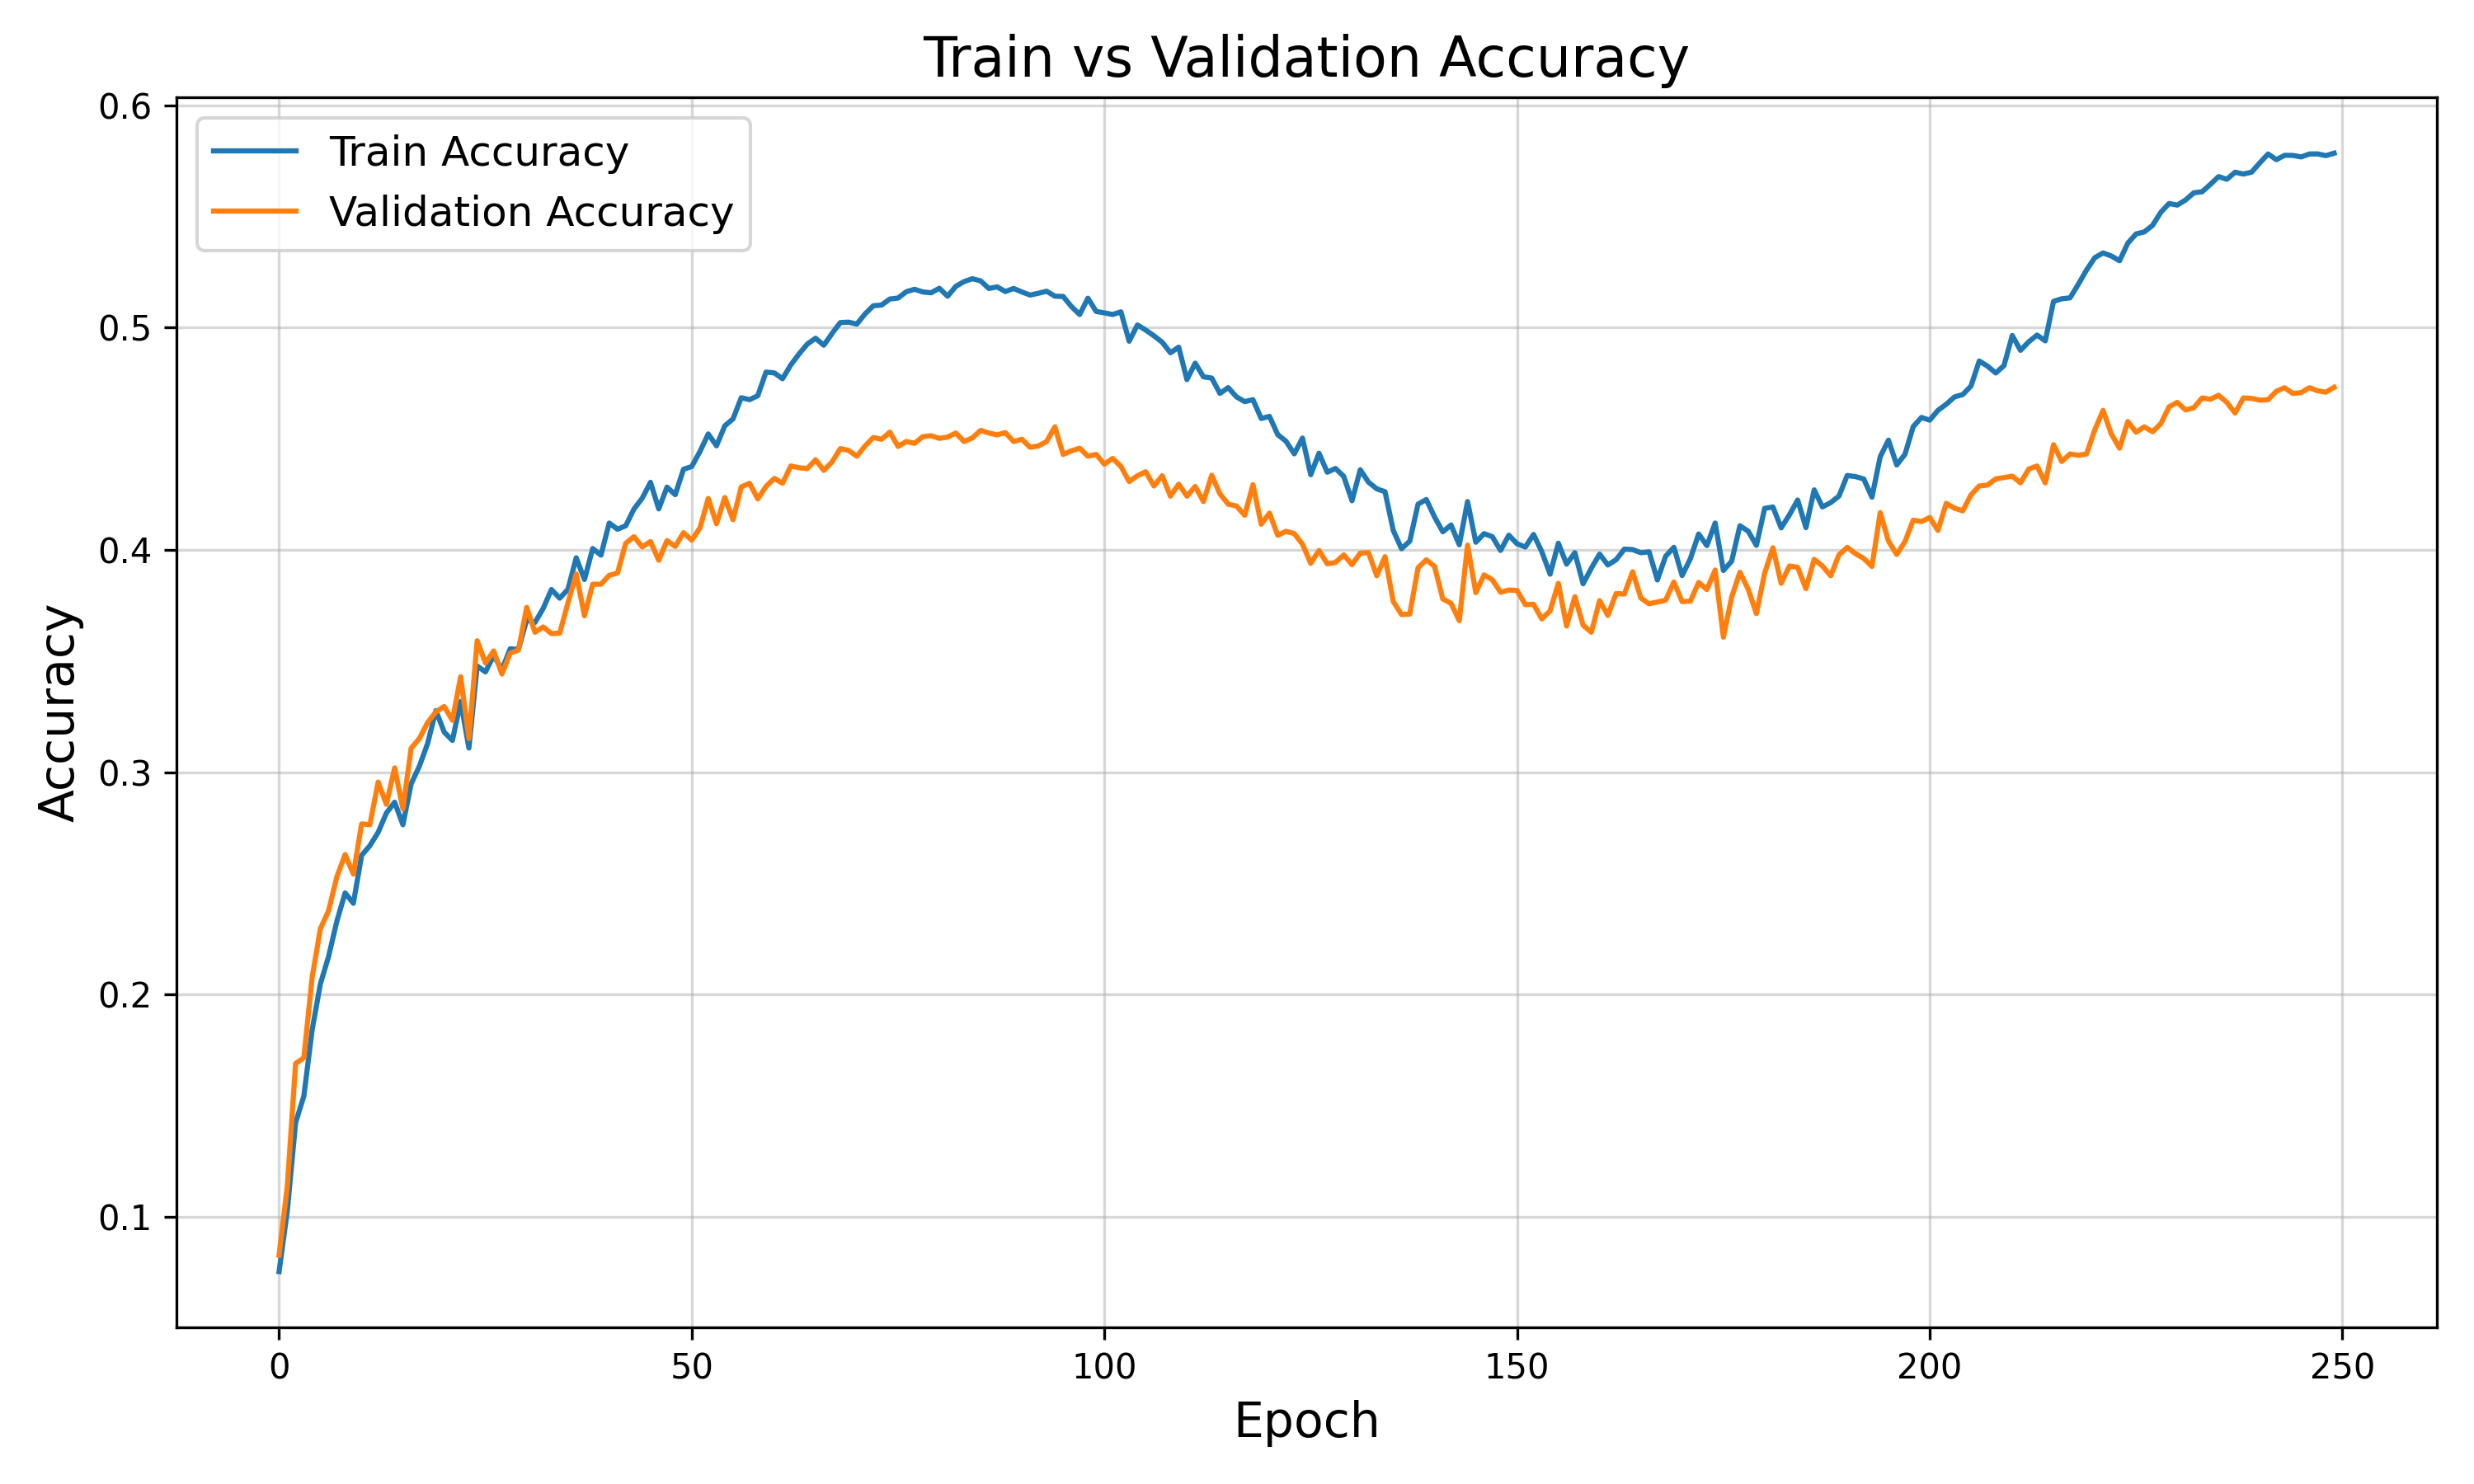 Train vs Validation Accuracy
Train Accuracy
Validation Accuracy
0.6
0.5
0.4
0.3
0.2
0.1
Accuracy
0 50 100 150 200 250
Epoch